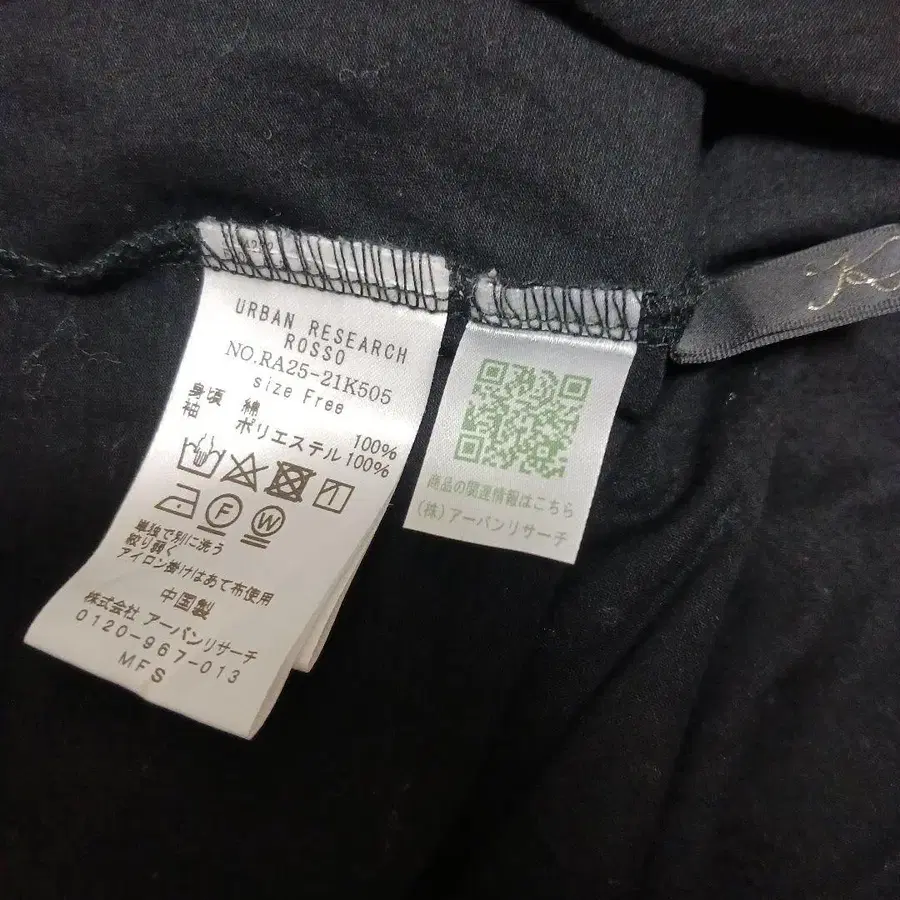 URBAN RESEARCH
ROSSO
NO.RA25-21K505
size Free
身頃 綿 100%
袖 ポリエステル 100%
F
W
単独で別に洗う
絞り弱く
アイロン掛けはあて布使用
中国製
株式会社 アーバンリサーチ
0120-967-013
MFS
商品の関連情報はこちら
(株) アーバンリサーチ